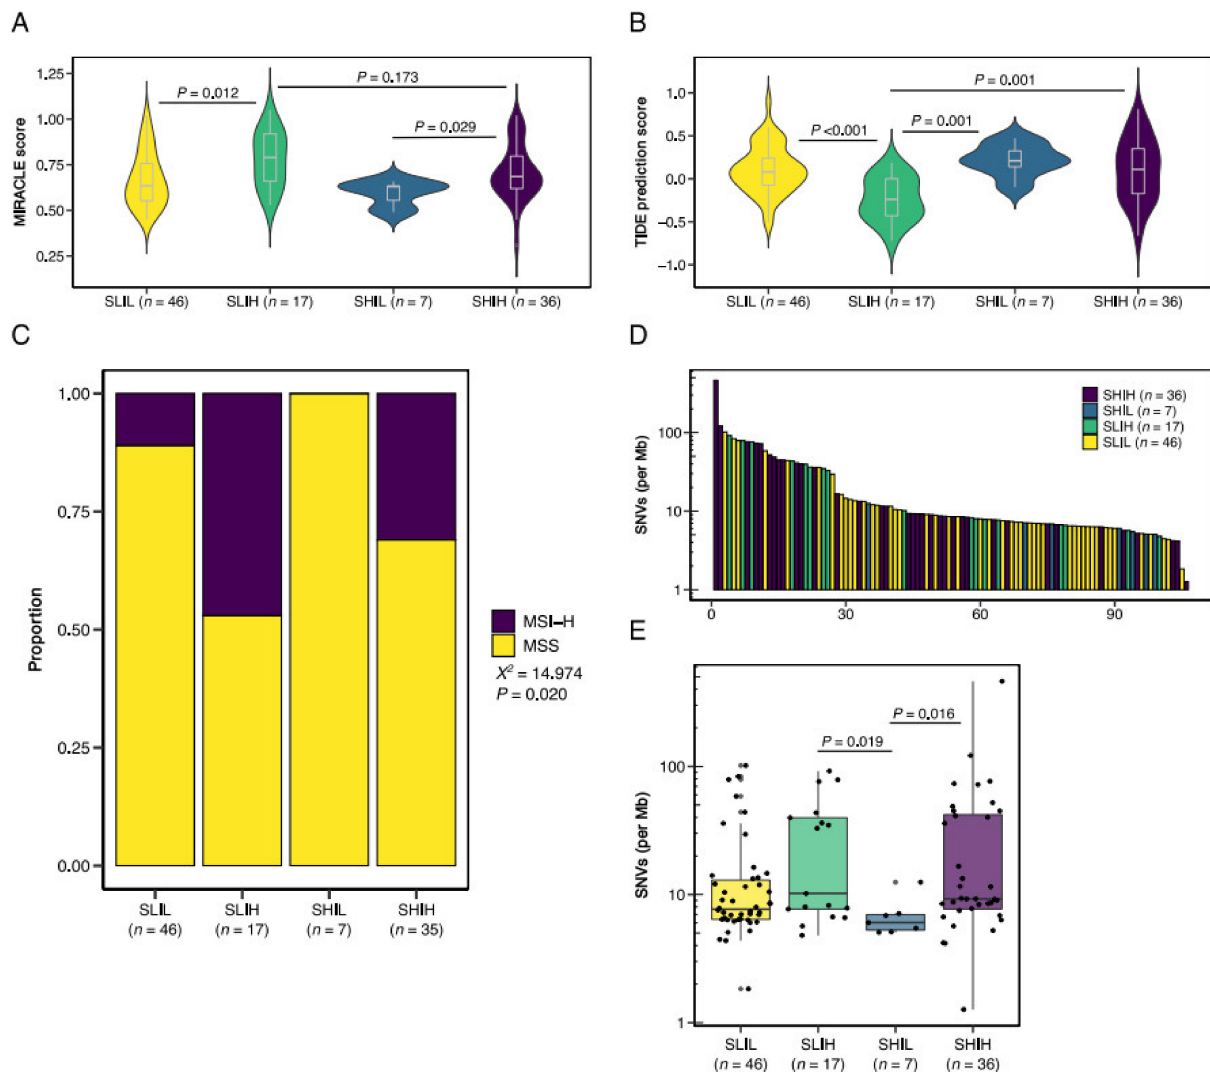 A
MIRACLE score
1.25
1.00
0.75
0.50
0.25
P = 0.012
P = 0.173
P = 0.029
SLIL (n = 46)
SLIH (n = 17)
SHIL (n = 7)
SHIH (n = 36)
B
TIDE prediction score
1.0
0.5
0.0
−0.5
−1.0
P <0.001
P = 0.001
P = 0.001
SLIL (n = 46)
SLIH (n = 17)
SHIL (n = 7)
SHIH (n = 36)
C
Proportion
1.00
0.75
0.50
0.25
0.00
SLIL
(n = 46)
SLIH
(n = 17)
SHIL
(n = 7)
SHIH
(n = 35)
MSI−H
MSS
X² = 14.974
P = 0.020
D
SNVs (per Mb)
100
10
1
0
30
60
90
SHIH (n = 36)
SHIL (n = 7)
SLIH (n = 17)
SLIL (n = 46)
E
SNVs (per Mb)
100
10
1
P = 0.019
P = 0.016
SLIL
(n = 46)
SLIH
(n = 17)
SHIL
(n = 7)
SHIH
(n = 36)